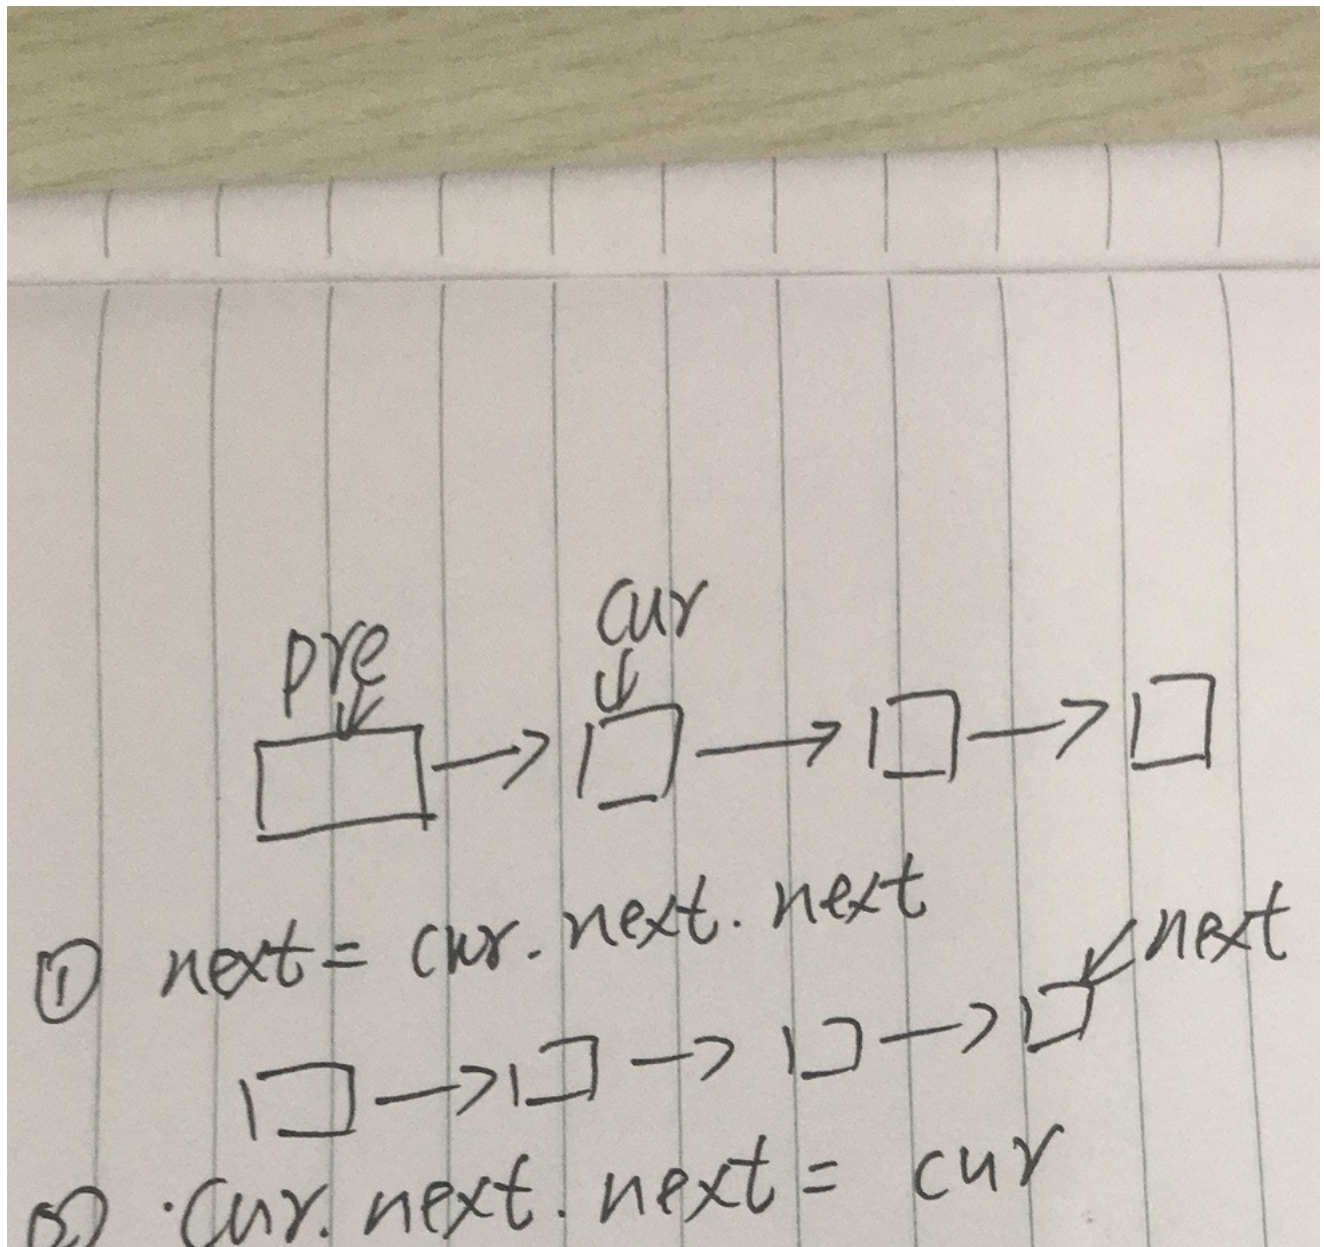 pre
cur
① next = cur. next. next
next
② cur. next. next = cur